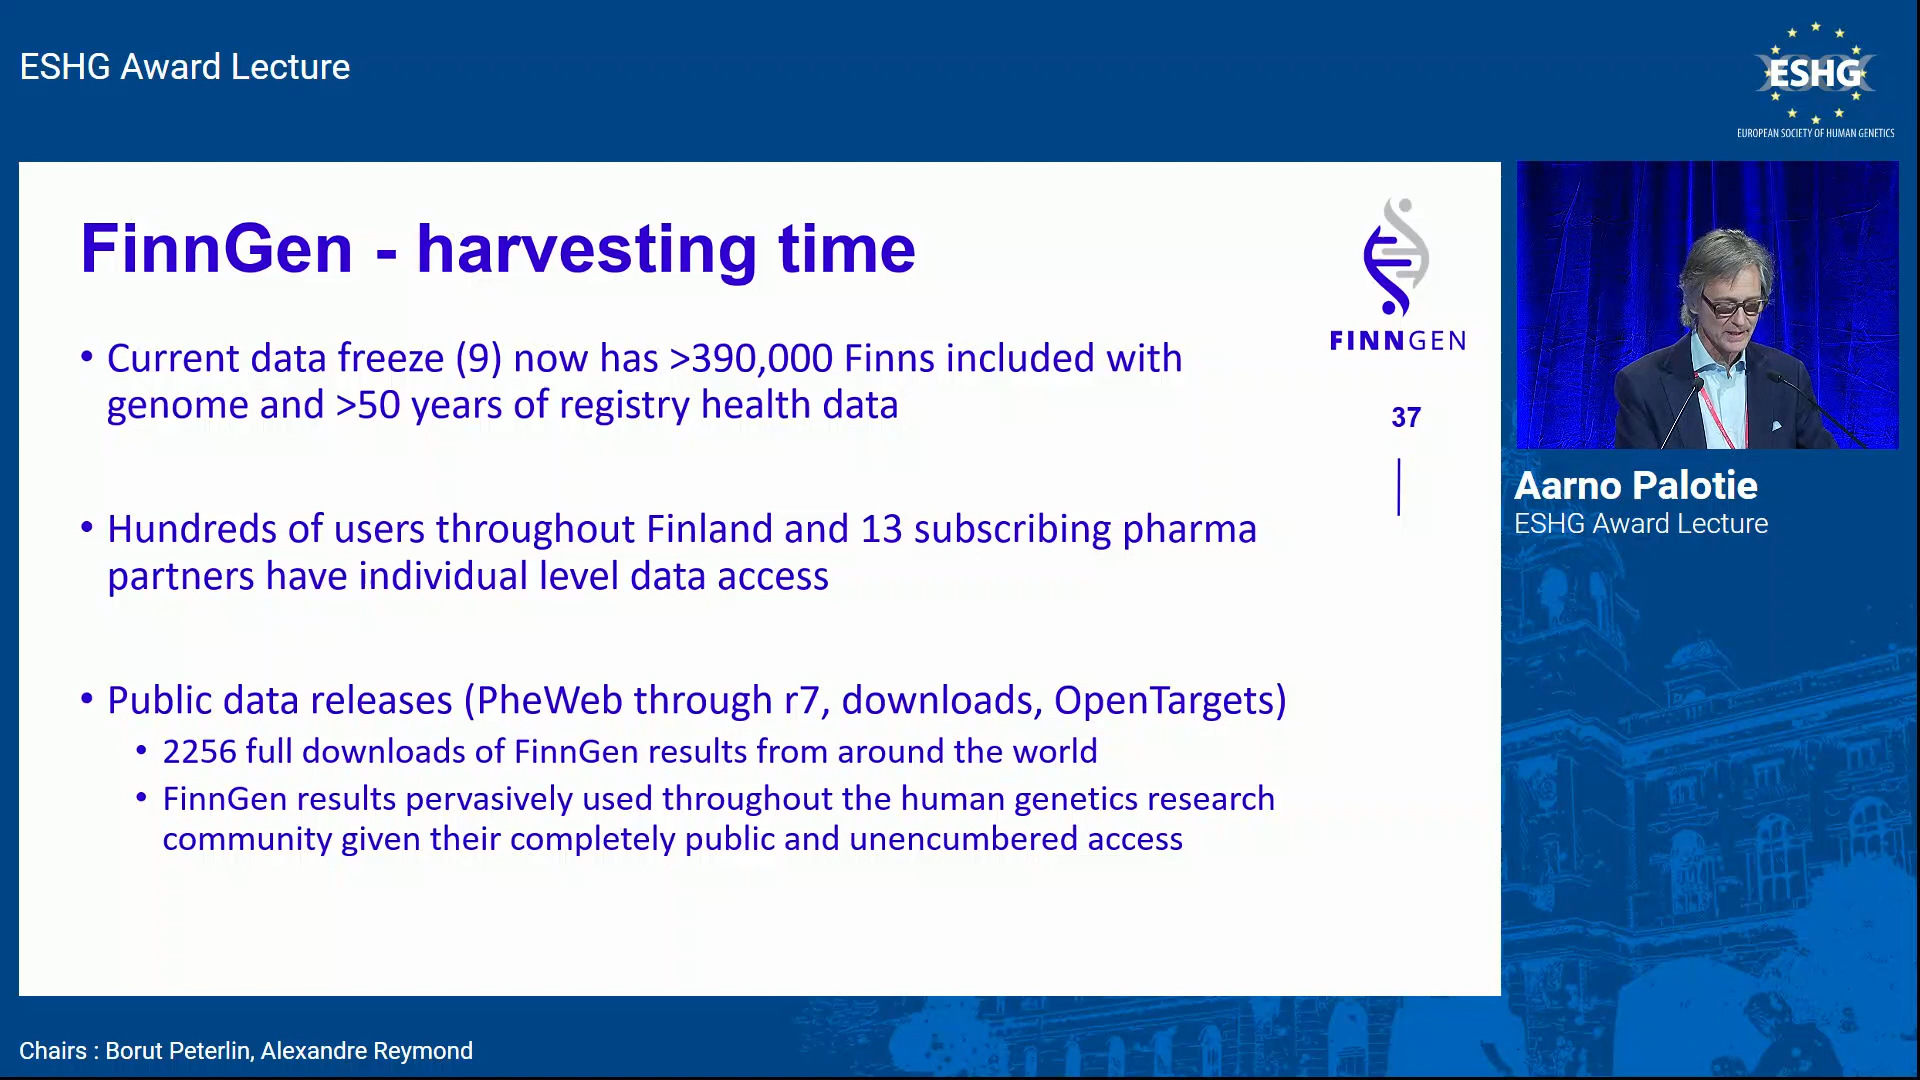 ESHG Award Lecture
ESHG
EUROPEAN SOCIETY OF HUMAN GENETICS
FinnGen - harvesting time
FINNGEN
37
• Current data freeze (9) now has >390,000 Finns included with
genome and >50 years of registry health data
• Hundreds of users throughout Finland and 13 subscribing pharma
partners have individual level data access
• Public data releases (PheWeb through r7, downloads, OpenTargets)
• 2256 full downloads of FinnGen results from around the world
• FinnGen results pervasively used throughout the human genetics research
community given their completely public and unencumbered access
Aarno Palotie
ESHG Award Lecture
Chairs : Borut Peterlin, Alexandre Reymond